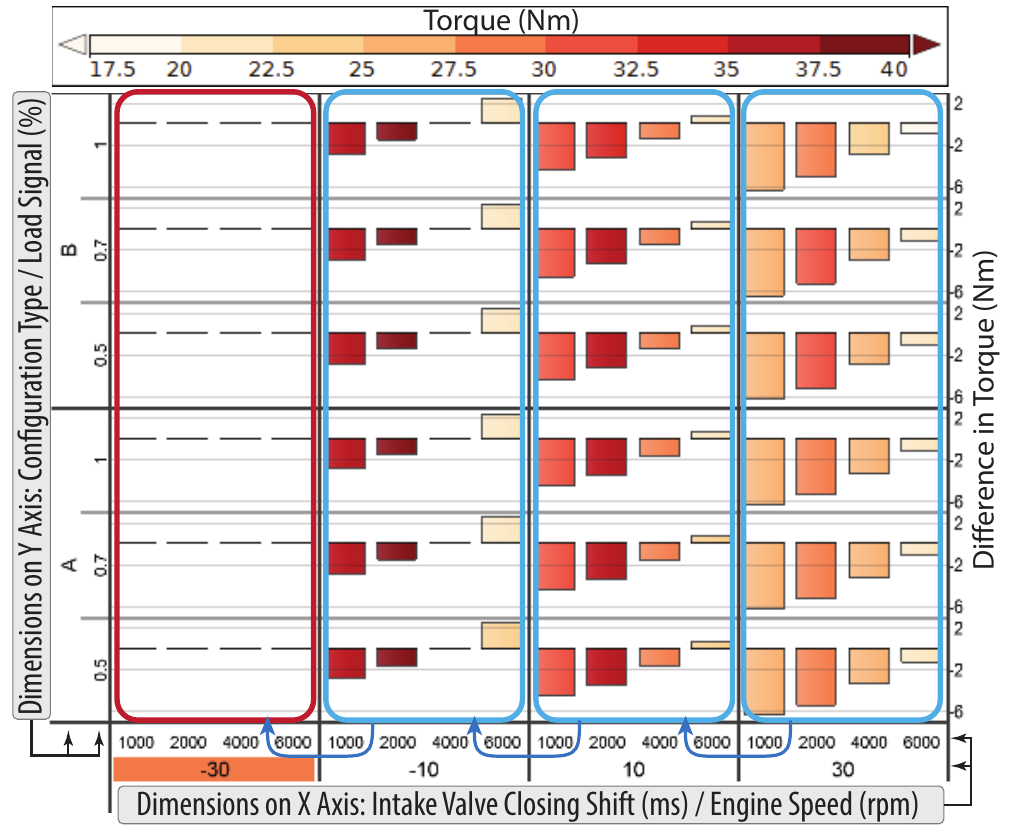 Torque (Nm)
17.5 20 22.5 25 27.5 30 32.5 35 37.5 40
Dimensions on Y Axis: Configuration Type / Load Signal (%)
B
1
0.7
0.5
A
1
0.7
0.5
2
-2
-6
2
-2
-6
2
-2
-6
2
-2
-6
2
-2
-6
2
-2
-6
Difference in Torque (Nm)
1000 2000 4000 6000 1000 2000 4000 6000 1000 2000 4000 6000 1000 2000 4000 6000
-30 -10 10 30
Dimensions on X Axis: Intake Valve Closing Shift (ms) / Engine Speed (rpm)